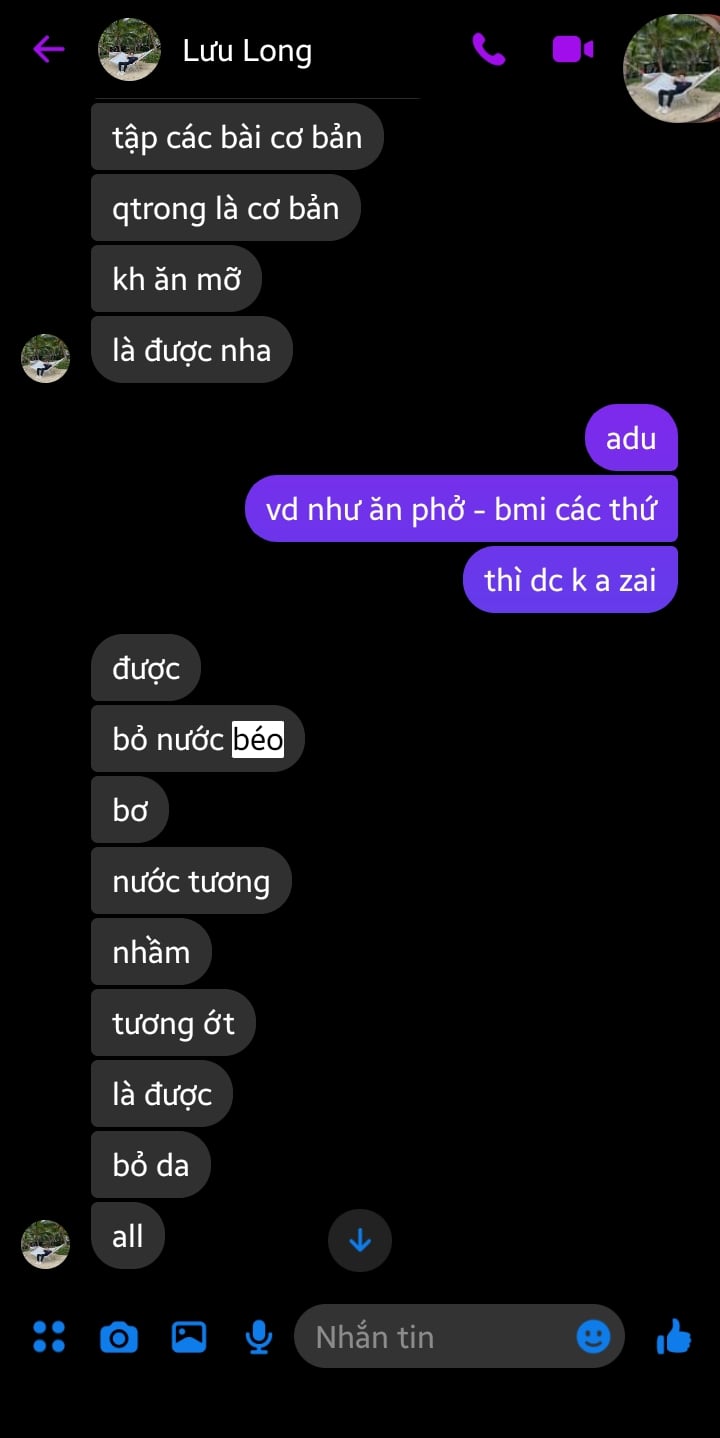 Lưu Long
tập các bài cơ bản
qtrong là cơ bản
kh ăn mỡ
là được nha
adu
vd như ăn phở - bmi các thứ
thì dc k a zai
được
bỏ nước béo
bơ
nước tương
nhầm
tương ớt
là được
bỏ da
all
Nhắn tin